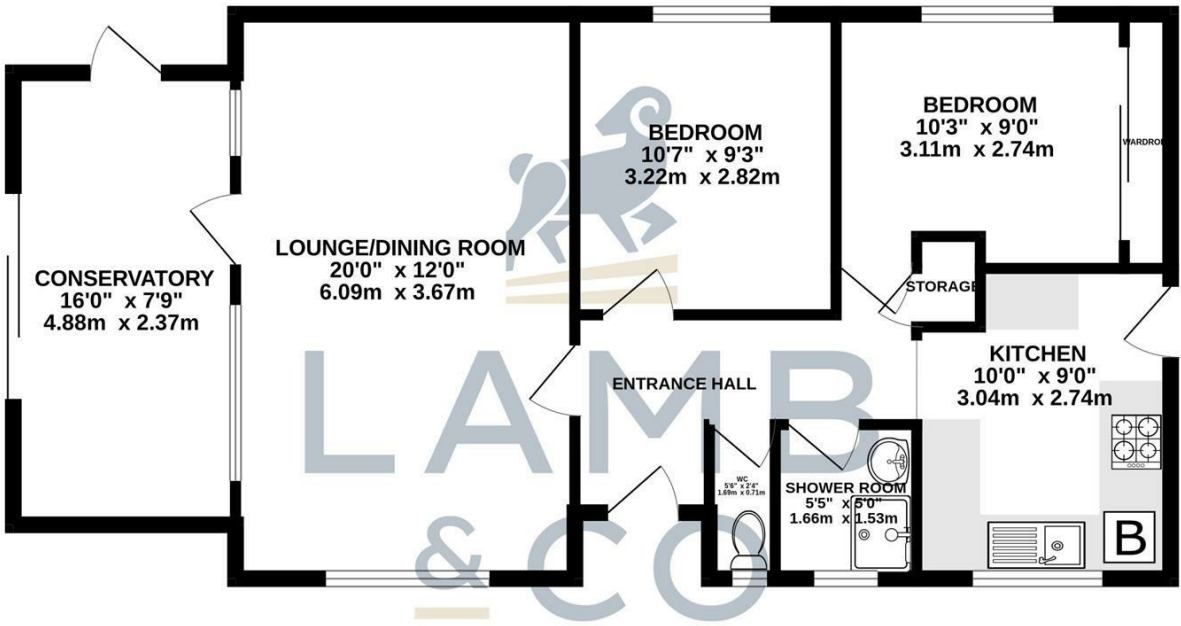 CONSERVATORY
16'0" x 7'9"
4.88m x 2.37m
LOUNGE/DINING ROOM
20'0" x 12'0"
6.09m x 3.67m
BEDROOM
10'7" x 9'3"
3.22m x 2.82m
BEDROOM
10'3" x 9'0"
3.11m x 2.74m
WARDROB
STORAGE
KITCHEN
10'0" x 9'0"
3.04m x 2.74m
ENTRANCE HALL
WC
5'6" x 2'4"
1.69m x 0.71m
SHOWER ROOM
5'5" x 5'0"
1.66m x 1.53m
B
LAMB
& CO